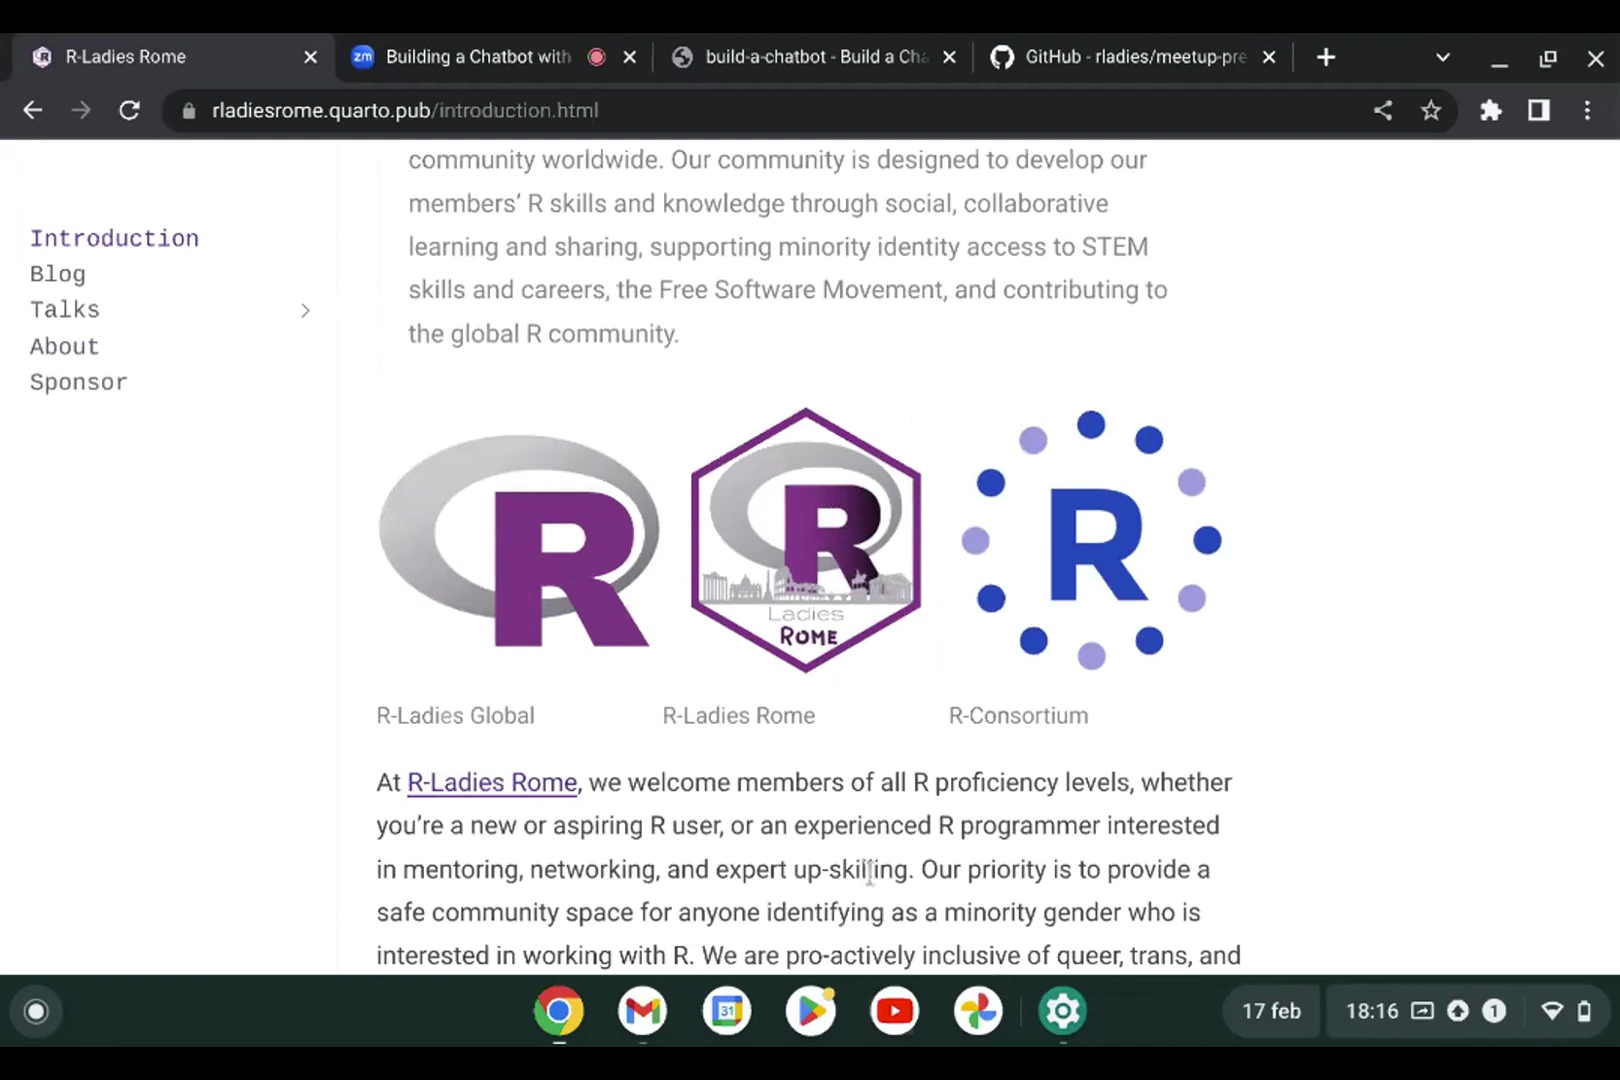 R-Ladies Rome
Building a Chatbot with
build-a-chatbot - Build a Cha
GitHub - rladies/meetup-pre
rladiesrome.quarto.pub/introduction.html
Introduction
Blog
Talks
About
Sponsor
community worldwide. Our community is designed to develop our
members’ R skills and knowledge through social, collaborative
learning and sharing, supporting minority identity access to STEM
skills and careers, the Free Software Movement, and contributing to
the global R community.
R
R
Ladies
ROME
R
R-Ladies Global
R-Ladies Rome
R-Consortium
At R-Ladies Rome, we welcome members of all R proficiency levels, whether
you’re a new or aspiring R user, or an experienced R programmer interested
in mentoring, networking, and expert up-skilling. Our priority is to provide a
safe community space for anyone identifying as a minority gender who is
interested in working with R. We are pro-actively inclusive of queer, trans, and
31
17 feb
18:16
1